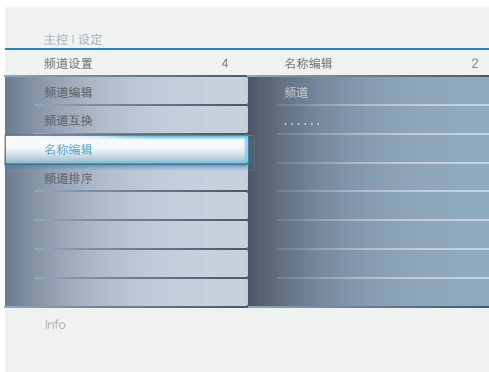 主控 | 设定
频道设置 4 名称编辑 2
频道编辑 频道
频道互换 ......
名称编辑
频道排序
Info